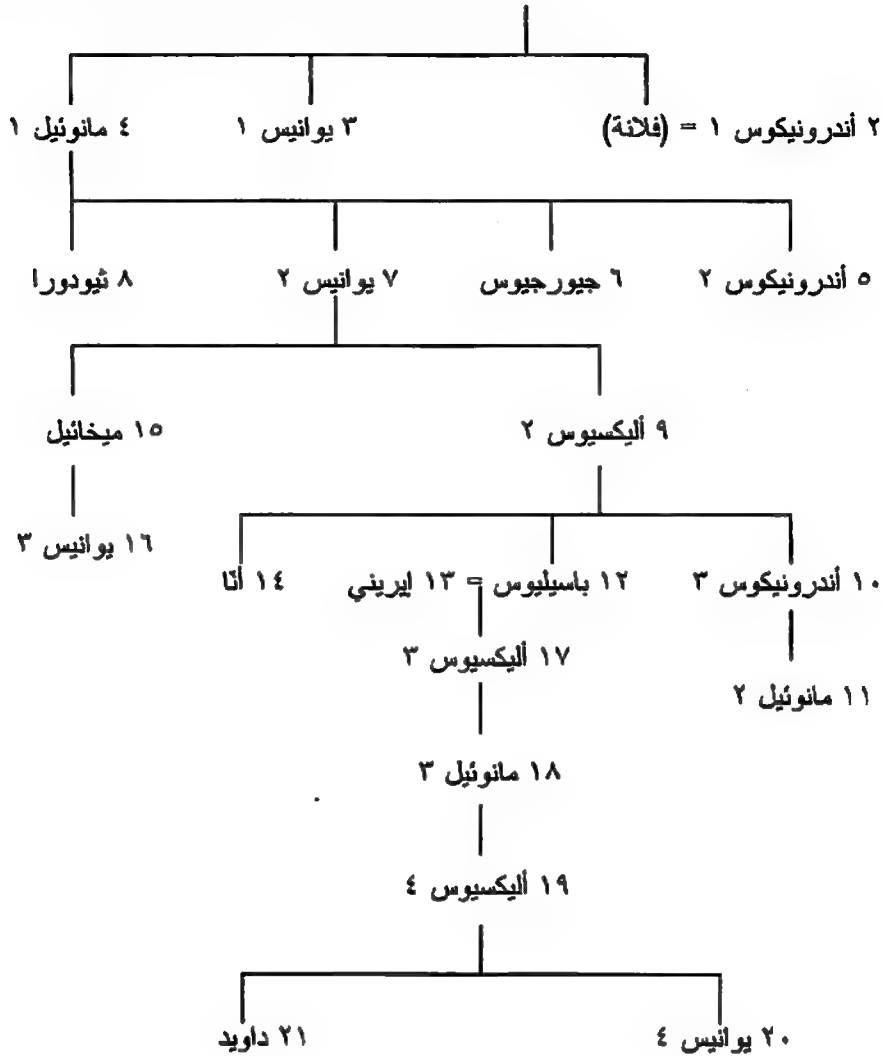 ٢ أندرونيكوس ١ = (فلانة) ٣ يوانيس ١ ٤ مانوئيل ١
٥ أندرونيكوس ٢ ٦ جيورجيوس ٧ يوانيس ٢ ٨ ثيودورا
٩ أليكسيوس ٢ ١٥ ميخائيل
١٦ يوانيس ٣
١٠ أندرونيكوس ٣ ١٢ باسيليوس = ١٣ إيريني ١٤ أنّا
١٧ أليكسيوس ٣
١١ مانوئيل ٢
١٨ مانوئيل ٣
١٩ أليكسيوس ٤
٢٠ يوانيس ٤ ٢١ داويد